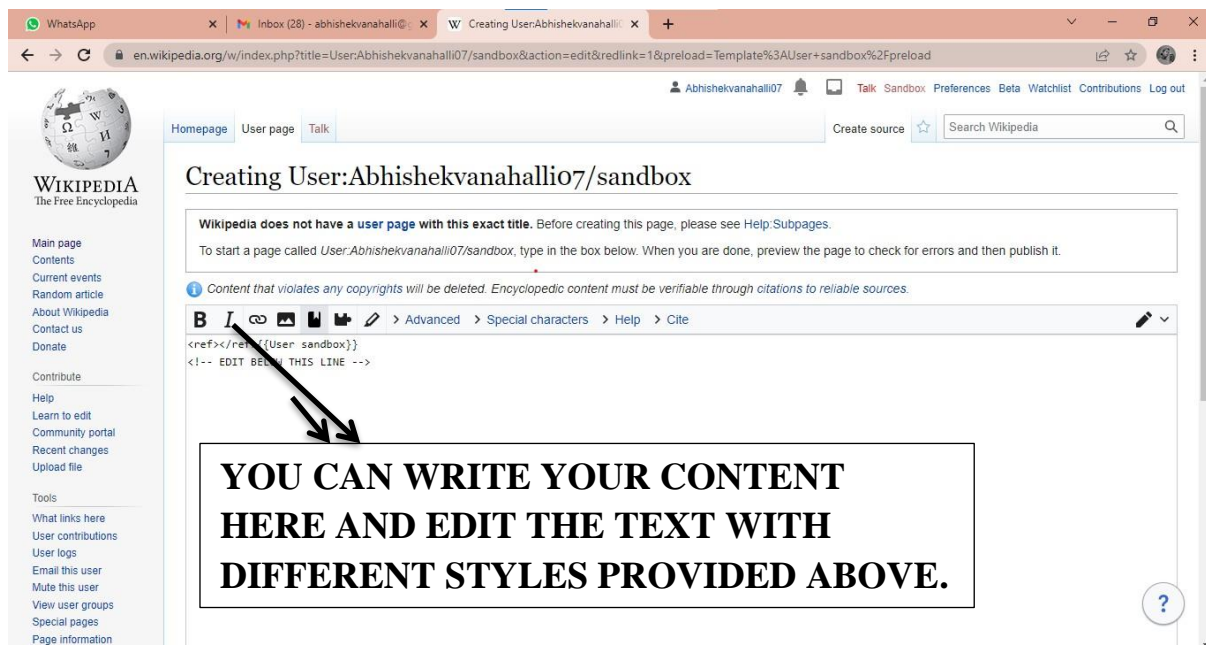 WhatsApp
Inbox (28) - abhishekvanahalli@g
W Creating User:Abhishekvanahalli
en.wikipedia.org/w/index.php?title=User:Abhishekvanahalli07/sandbox&action=edit&redlink=1&preload=Template%3AUser+sandbox%2Fpreload
Abhishekvanahalli07 Talk Sandbox Preferences Beta Watchlist Contributions Log out
Homepage User page Talk
Create source Search Wikipedia
WIKIPEDIA
The Free Encyclopedia
Creating User:Abhishekvanahalli07/sandbox
Wikipedia does not have a user page with this exact title. Before creating this page, please see Help:Subpages.
To start a page called User:Abhishekvanahalli07/sandbox, type in the box below. When you are done, preview the page to check for errors and then publish it.
Content that violates any copyrights will be deleted. Encyclopedic content must be verifiable through citations to reliable sources.
B I Advanced Special characters Help Cite
<ref></ref>{{User sandbox}}
<!-- EDIT BELOW THIS LINE -->
YOU CAN WRITE YOUR CONTENT
HERE AND EDIT THE TEXT WITH
DIFFERENT STYLES PROVIDED ABOVE.
Main page
Contents
Current events
Random article
About Wikipedia
Contact us
Donate
Contribute
Help
Learn to edit
Community portal
Recent changes
Upload file
Tools
What links here
User contributions
User logs
Email this user
Mute this user
View user groups
Special pages
Page information
?